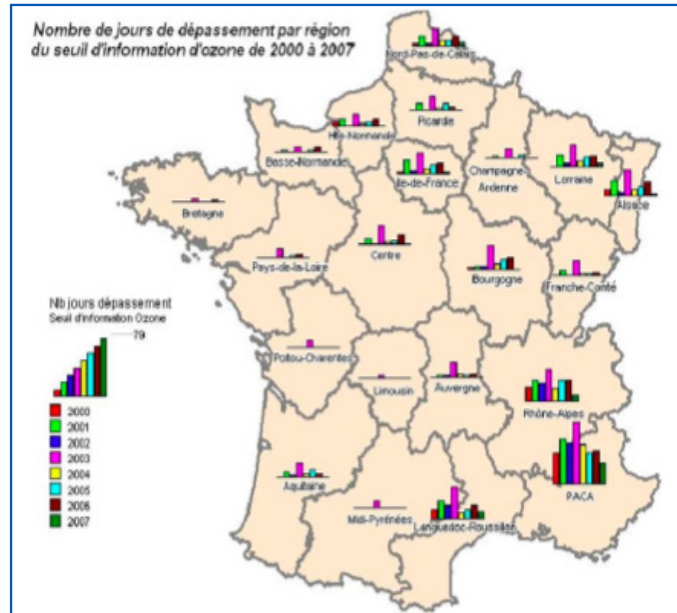 Nombre de jours de dépassement par région
du seuil d'information d'ozone de 2000 à 2007
Nord-Pas-de-Calais
Picardie
Hte-Normandie
Basse-Normandie
Ile-de-France
Champagne
Ardenne
Lorraine
Alsace
Bretagne
Pays-de-la-Loire
Centre
Bourgogne
Franche-Conté
Nb jours dépassement
Seuil d'information Ozone
79
2000
2001
2002
2003
2004
2005
2006
2007
Poitou-Charentes
Limousin
Auvergne
Rhône-Alpes
Aquitaine
Midi-Pyrénées
Languedoc-Roussillon
PACA